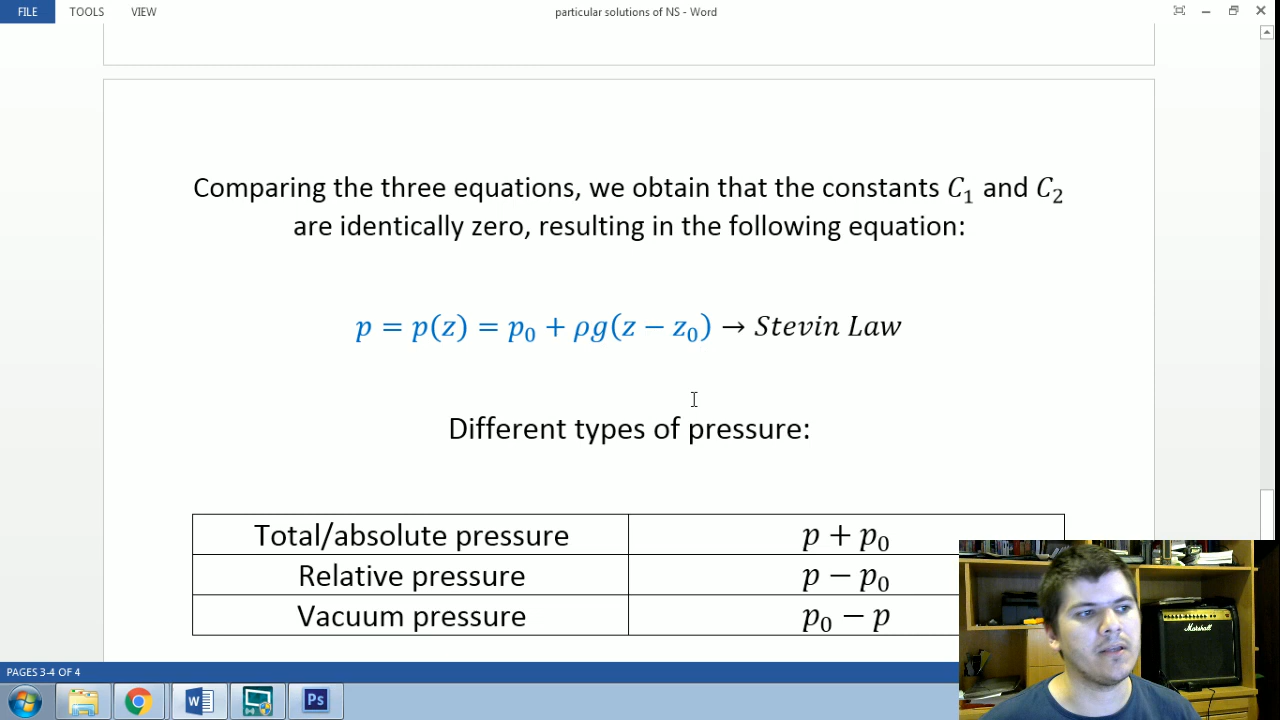 FILE TOOLS VIEW particular solutions of NS - Word
Comparing the three equations, we obtain that the constants C₁ and C₂
are identically zero, resulting in the following equation:
p = p(z) = p₀ + ρg(z − z₀) → Stevin Law
Different types of pressure:
Total/absolute pressure p + p₀
Relative pressure p − p₀
Vacuum pressure p₀ − p
Marshall
PAGES 3-4 OF 4
W Ps